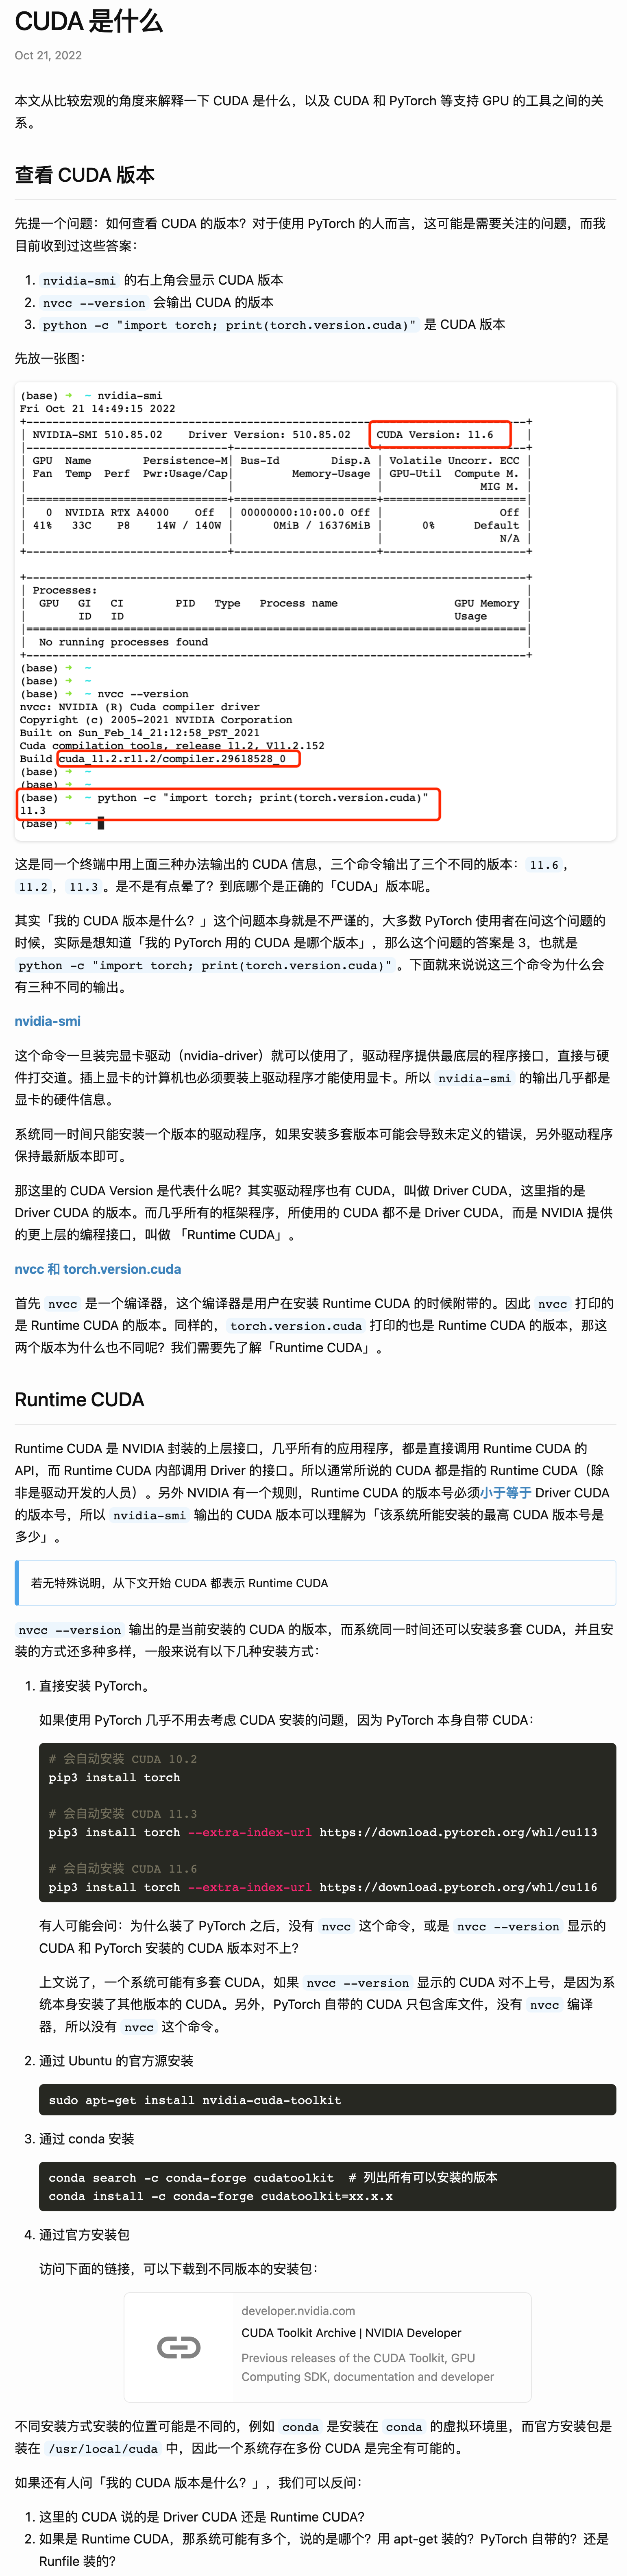 CUDA 是什么
Oct 21, 2022
本文从比较宏观的角度来解释一下 CUDA 是什么，以及 CUDA 和 PyTorch 等支持 GPU 的工具之间的关
系。
查看 CUDA 版本
先提一个问题：如何查看 CUDA 的版本？对于使用 PyTorch 的人而言，这可能是需要关注的问题，而我
目前收到过这些答案：
1. nvidia-smi 的右上角会显示 CUDA 版本
2. nvcc --version 会输出 CUDA 的版本
3. python -c "import torch; print(torch.version.cuda)" 是 CUDA 版本
先放一张图：
(base) ➜ ~ nvidia-smi
Fri Oct 21 14:49:15 2022
| NVIDIA-SMI 510.85.02 Driver Version: 510.85.02 CUDA Version: 11.6 |
| GPU Name Persistence-M| Bus-Id Disp.A | Volatile Uncorr. ECC |
| Fan Temp Perf Pwr:Usage/Cap| Memory-Usage | GPU-Util Compute M. |
| | | MIG M. |
| 0 NVIDIA RTX A4000 Off | 00000000:10:00.0 Off | Off |
| 41% 33C P8 14W / 140W | 0MiB / 16376MiB | 0% Default |
| | | N/A |
| Processes: |
| GPU GI CI PID Type Process name GPU Memory |
| ID ID Usage |
| No running processes found |
(base) ➜ ~
(base) ➜ ~
(base) ➜ ~ nvcc --version
nvcc: NVIDIA (R) Cuda compiler driver
Copyright (c) 2005-2021 NVIDIA Corporation
Built on Sun_Feb_14_21:12:58_PST_2021
Cuda compilation tools, release 11.2, V11.2.152
Build cuda_11.2.r11.2/compiler.29618528_0
(base) ➜ ~
(base) ➜ ~
(base) ➜ ~ python -c "import torch; print(torch.version.cuda)"
11.3
(base) ➜ ~
这是同一个终端中用上面三种办法输出的 CUDA 信息，三个命令输出了三个不同的版本：11.6，
11.2，11.3。是不是有点晕了？到底哪个是正确的「CUDA」版本呢。
其实「我的 CUDA 版本是什么？」这个问题本身就是不严谨的，大多数 PyTorch 使用者在问这个问题的
时候，实际是想知道「我的 PyTorch 用的 CUDA 是哪个版本」，那么这个问题的答案是 3，也就是
python -c "import torch; print(torch.version.cuda)"。下面就来说说这三个命令为什么会
有三种不同的输出。
nvidia-smi
这个命令一旦装完显卡驱动（nvidia-driver）就可以使用了，驱动程序提供最底层的程序接口，直接与硬
件打交道。插上显卡的计算机也必须要装上驱动程序才能使用显卡。所以 nvidia-smi 的输出几乎都是
显卡的硬件信息。
系统同一时间只能安装一个版本的驱动程序，如果安装多套版本可能会导致未定义的错误，另外驱动程序
保持最新版本即可。
那这里的 CUDA Version 是代表什么呢？其实驱动程序也有 CUDA，叫做 Driver CUDA，这里指的是
Driver CUDA 的版本。而几乎所有的框架程序，所使用的 CUDA 都不是 Driver CUDA，而是 NVIDIA 提供
的更上层的编程接口，叫做 「Runtime CUDA」。
nvcc 和 torch.version.cuda
首先 nvcc 是一个编译器，这个编译器是用户在安装 Runtime CUDA 的时候附带的。因此 nvcc 打印的
是 Runtime CUDA 的版本。同样的，torch.version.cuda 打印的也是 Runtime CUDA 的版本，那这
两个版本为什么也不同呢？我们需要先了解「Runtime CUDA」。
Runtime CUDA
Runtime CUDA 是 NVIDIA 封装的上层接口，几乎所有的应用程序，都是直接调用 Runtime CUDA 的
API，而 Runtime CUDA 内部调用 Driver 的接口。所以通常所说的 CUDA 都是指的 Runtime CUDA（除
非是驱动开发的人员）。另外 NVIDIA 有一个规则，Runtime CUDA 的版本号必须小于等于 Driver CUDA
的版本号，所以 nvidia-smi 输出的 CUDA 版本可以理解为「该系统所能安装的最高 CUDA 版本号是
多少」。
若无特殊说明，从下文开始 CUDA 都表示 Runtime CUDA
nvcc --version 输出的是当前安装的 CUDA 的版本，而系统同一时间还可以安装多套 CUDA，并且安
装的方式还多种多样，一般来说有以下几种安装方式：
1. 直接安装 PyTorch。
如果使用 PyTorch 几乎不用去考虑 CUDA 安装的问题，因为 PyTorch 本身自带 CUDA：
# 会自动安装 CUDA 10.2
pip3 install torch
# 会自动安装 CUDA 11.3
pip3 install torch --extra-index-url https://download.pytorch.org/whl/cu113
# 会自动安装 CUDA 11.6
pip3 install torch --extra-index-url https://download.pytorch.org/whl/cu116
有人可能会问：为什么装了 PyTorch 之后，没有 nvcc 这个命令，或是 nvcc --version 显示的
CUDA 和 PyTorch 安装的 CUDA 版本对不上？
上文说了，一个系统可能有多套 CUDA，如果 nvcc --version 显示的 CUDA 对不上号，是因为系
统本身安装了其他版本的 CUDA。另外，PyTorch 自带的 CUDA 只包含库文件，没有 nvcc 编译
器，所以没有 nvcc 这个命令。
2. 通过 Ubuntu 的官方源安装
sudo apt-get install nvidia-cuda-toolkit
3. 通过 conda 安装
conda search -c conda-forge cudatoolkit # 列出所有可以安装的版本
conda install -c conda-forge cudatoolkit=xx.x.x
4. 通过官方安装包
访问下面的链接，可以下载到不同版本的安装包：
developer.nvidia.com
CUDA Toolkit Archive | NVIDIA Developer
Previous releases of the CUDA Toolkit, GPU
Computing SDK, documentation and developer
不同安装方式安装的位置可能是不同的，例如 conda 是安装在 conda 的虚拟环境里，而官方安装包是
装在 /usr/local/cuda 中，因此一个系统存在多份 CUDA 是完全有可能的。
如果还有人问「我的 CUDA 版本是什么？」，我们可以反问：
1. 这里的 CUDA 说的是 Driver CUDA 还是 Runtime CUDA?
2. 如果是 Runtime CUDA，那系统可能有多个，说的是哪个？用 apt-get 装的？PyTorch 自带的？还是
Runfile 装的？